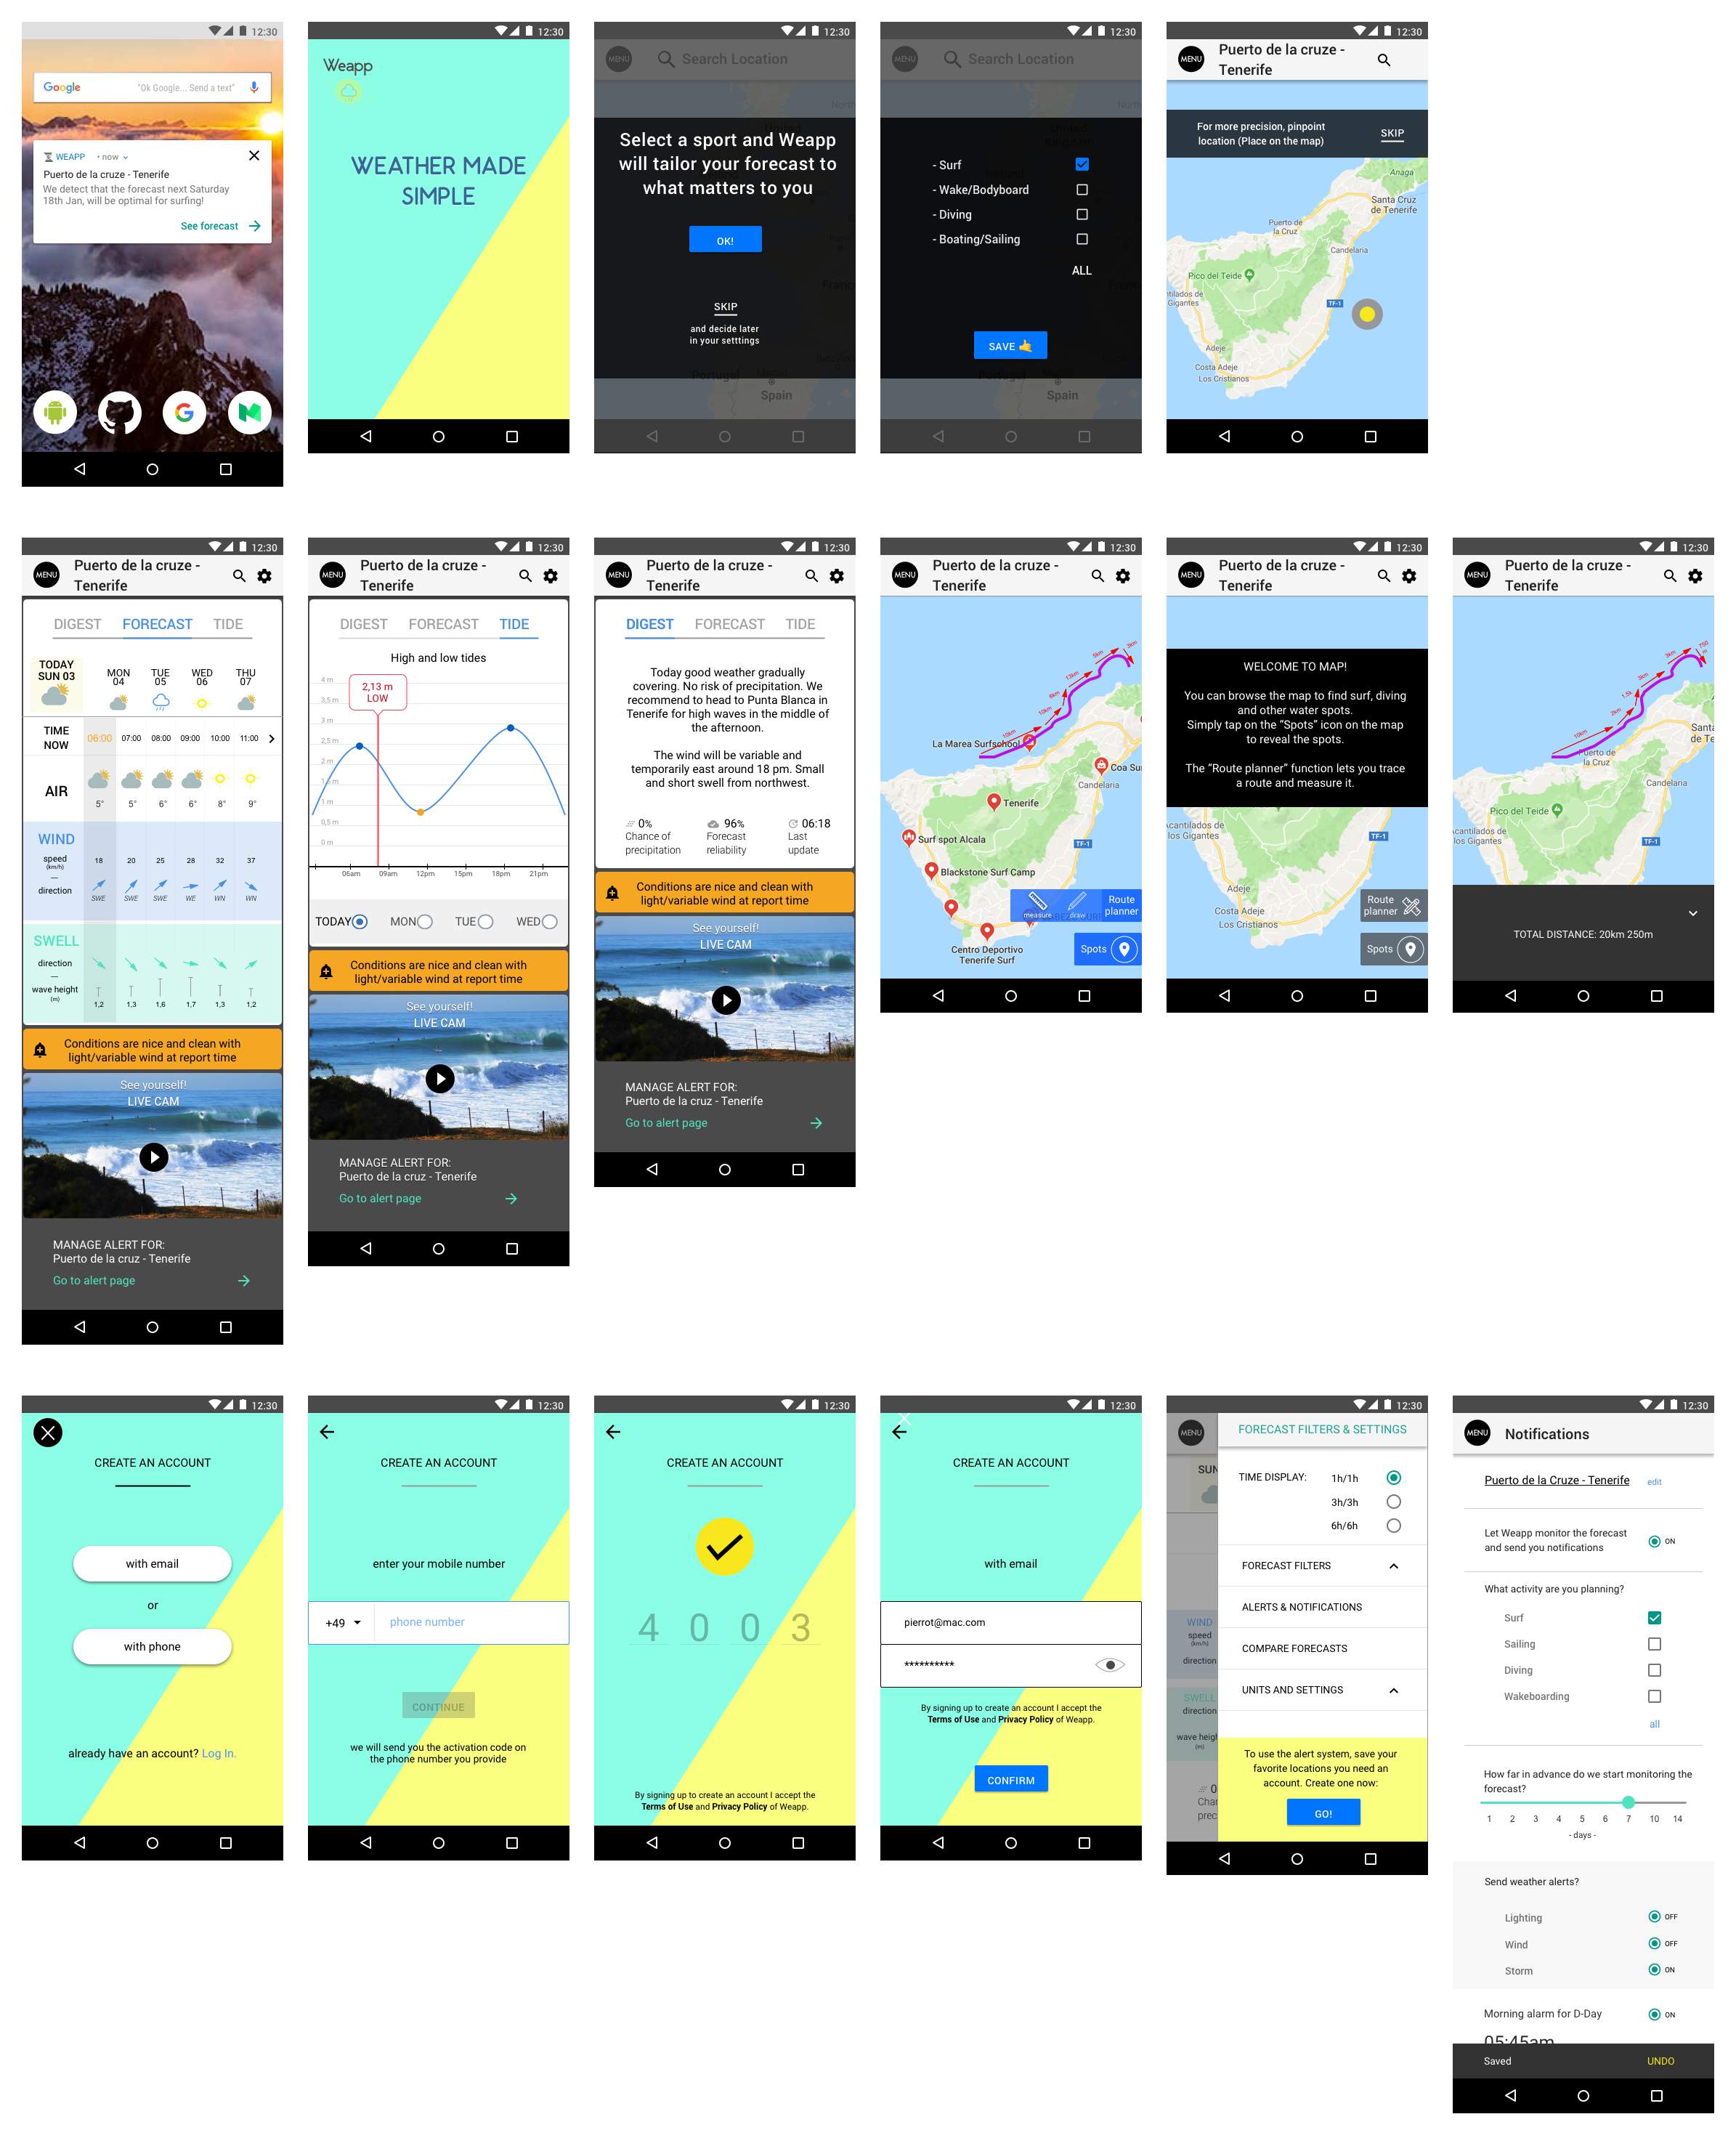 12:30
Google
"Ok Google... Send a text"
WEAPP • now
Puerto de la cruze - Tenerife
We detect that the forecast next Saturday
18th Jan, will be optimal for surfing!
See forecast
12:30
Weapp
WEATHER MADE
SIMPLE
12:30
MENU
Search Location
Select a sport and Weapp
will tailor your forecast to
what matters to you
OK!
SKIP
and decide later
in your setttings
Portugal
Spain
12:30
MENU
Search Location
- Surf
- Wake/Bodyboard
- Diving
- Boating/Sailing
ALL
SAVE
Portugal
Spain
12:30
MENU
Puerto de la cruze -
Tenerife
For more precision, pinpoint
location (Place on the map)
SKIP
Anaga
Santa Cruz
de Tenerife
Puerto de
la Cruz
Candelaria
Pico del Teide
ntilados de
Gigantes
TF-1
Adeje
Costa Adeje
Los Cristianos
12:30
MENU
Puerto de la cruze -
Tenerife
DIGEST FORECAST TIDE
TODAY
SUN 03
MON
04
TUE
05
WED
06
THU
07
TIME
NOW
06:00 07:00 08:00 09:00 10:00 11:00
AIR
5° 5° 6° 6° 8° 9°
WIND
speed
(km/h)
18 20 25 28 32 37
direction
SWE SWE SWE WE WN WN
SWELL
direction
wave height
(m)
1,2 1,3 1,6 1,7 1,3 1,2
Conditions are nice and clean with
light/variable wind at report time
See yourself!
LIVE CAM
MANAGE ALERT FOR:
Puerto de la cruz - Tenerife
Go to alert page
12:30
MENU
Puerto de la cruze -
Tenerife
DIGEST FORECAST TIDE
High and low tides
4 m
2,13 m
LOW
3,5 m
3 m
2,5 m
2 m
1,5 m
1 m
0,5 m
0 m
06am 09am 12pm 15pm 18pm 21pm
TODAY MON TUE WED
Conditions are nice and clean with
light/variable wind at report time
See yourself!
LIVE CAM
MANAGE ALERT FOR:
Puerto de la cruz - Tenerife
Go to alert page
12:30
MENU
Puerto de la cruze -
Tenerife
DIGEST FORECAST TIDE
Today good weather gradually
covering. No risk of precipitation. We
recommend to head to Punta Blanca in
Tenerife for high waves in the middle of
the afternoon.
The wind will be variable and
temporarily east around 18 pm. Small
and short swell from northwest.
0%
Chance of
precipitation
96%
Forecast
reliability
06:18
Last
update
Conditions are nice and clean with
light/variable wind at report time
See yourself!
LIVE CAM
MANAGE ALERT FOR:
Puerto de la cruz - Tenerife
Go to alert page
12:30
MENU
Puerto de la cruze -
Tenerife
La Marea Surfschool
Coa Sur
Candelaria
Tenerife
Surf spot Alcala
TF-1
Blackstone Surf Camp
measure
draw
Route
planner
Centro Deportivo
Tenerife Surf
Spots
12:30
MENU
Puerto de la cruze -
Tenerife
WELCOME TO MAP!
You can browse the map to find surf, diving
and other water spots.
Simply tap on the "Spots" icon on the map
to reveal the spots.
The "Route planner" function lets you trace
a route and measure it.
Acantilados de
los Gigantes
TF-1
Adeje
Costa Adeje
Los Cristianos
Route
planner
Spots
12:30
MENU
Puerto de la cruze -
Tenerife
Santa
de Te
Puerto de
la Cruz
Candelaria
Pico del Teide
cantilados de
los Gigantes
TF-1
TOTAL DISTANCE: 20km 250m
12:30
CREATE AN ACCOUNT
with email
or
with phone
already have an account? Log In.
12:30
CREATE AN ACCOUNT
enter your mobile number
+49 phone number
CONTINUE
we will send you the activation code on
the phone number you provide
12:30
CREATE AN ACCOUNT
4 0 0 3
By signing up to create an account I accept the
Terms of Use and Privacy Policy of Weapp.
12:30
CREATE AN ACCOUNT
with email
pierrot@mac.com
**********
By signing up to create an account I accept the
Terms of Use and Privacy Policy of Weapp.
CONFIRM
12:30
MENU
FORECAST FILTERS & SETTINGS
SUN
TIME DISPLAY: 1h/1h
3h/3h
6h/6h
FORECAST FILTERS
ALERTS & NOTIFICATIONS
WIND
speed
(km/h)
COMPARE FORECASTS
direction
SWELL
UNITS AND SETTINGS
direction
wave heigh
(m)
0
Char
prec
To use the alert system, save your
favorite locations you need an
account. Create one now:
GO!
12:30
MENU
Notifications
Puerto de la Cruze - Tenerife edit
Let Weapp monitor the forecast
and send you notifications
ON
What activity are you planning?
Surf
Sailing
Diving
Wakeboarding
all
How far in advance do we start monitoring the
forecast?
1 2 3 4 5 6 7 10 14
- days -
Send weather alerts?
Lighting OFF
Wind OFF
Storm ON
Morning alarm for D-Day ON
05:45am
Saved UNDO